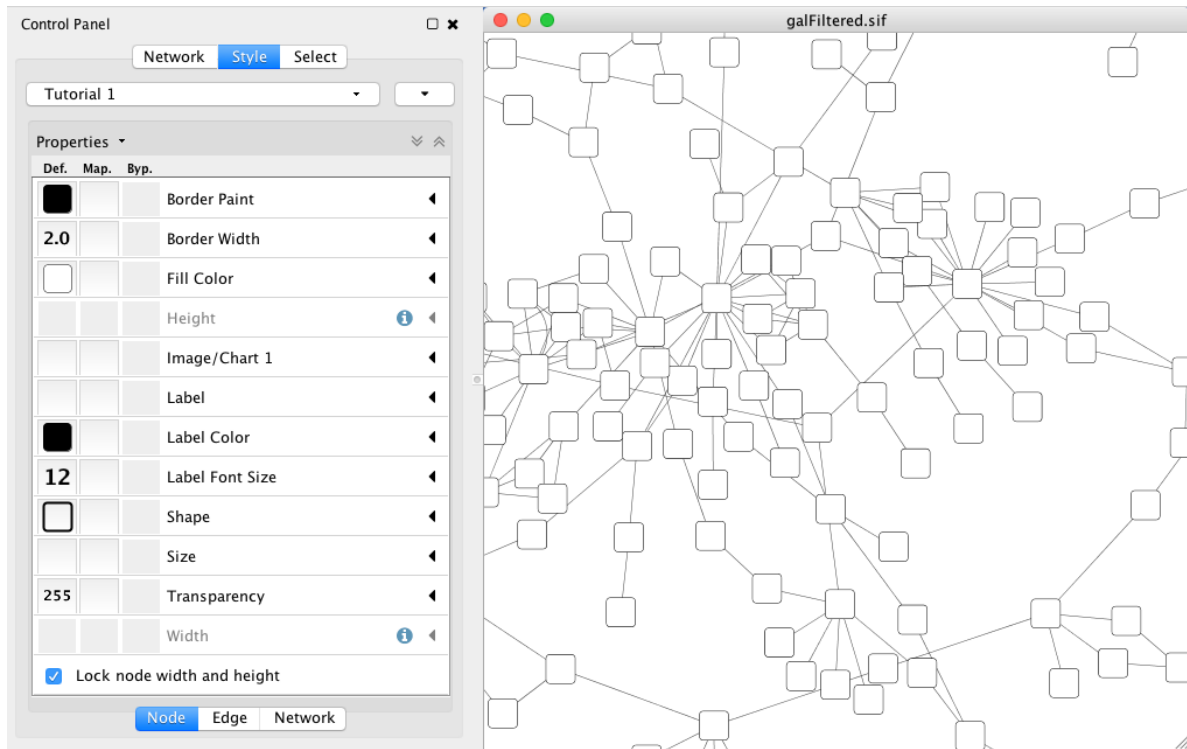 Control Panel
galFiltered.sif
Network Style Select
Tutorial 1
Properties
Def. Map. Byp.
Border Paint
2.0 Border Width
Fill Color
Height
Image/Chart 1
Label
Label Color
12 Label Font Size
Shape
Size
255 Transparency
Width
Lock node width and height
Node Edge Network